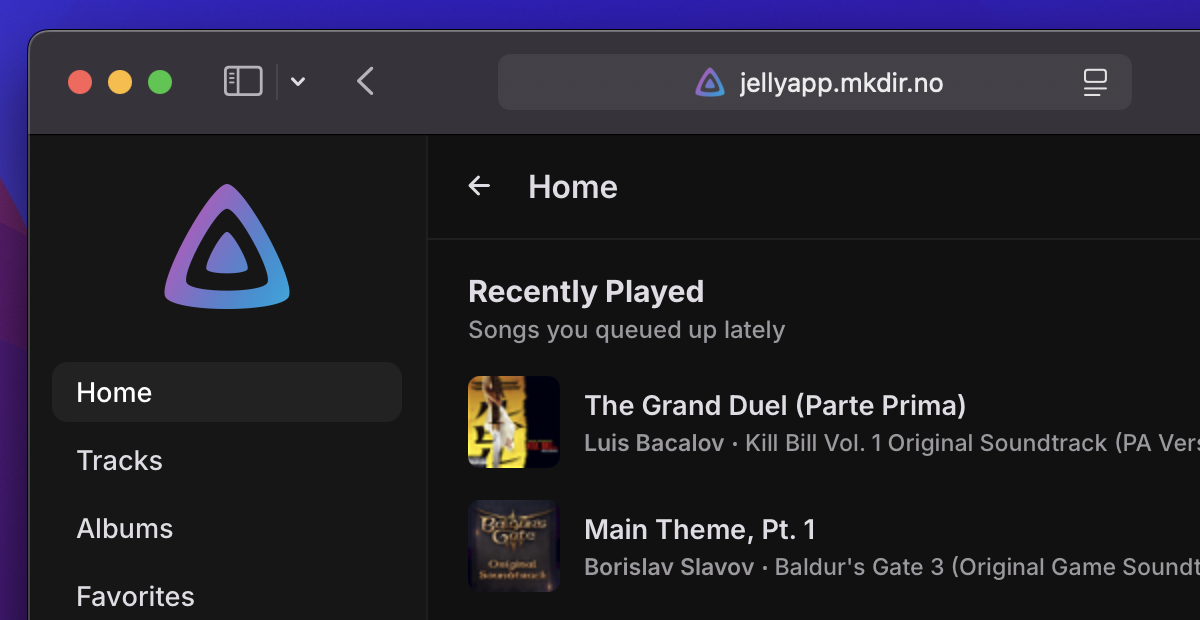 jellyapp.mkdir.no
Home
Recently Played
Songs you queued up lately
Home
The Grand Duel (Parte Prima)
Luis Bacalov · Kill Bill Vol. 1 Original Soundtrack (PA Vers
Tracks
Main Theme, Pt. 1
Albums
Baldur's Gate
Original Soundtrack
Borislav Slavov · Baldur's Gate 3 (Original Game Soundt
Favorites